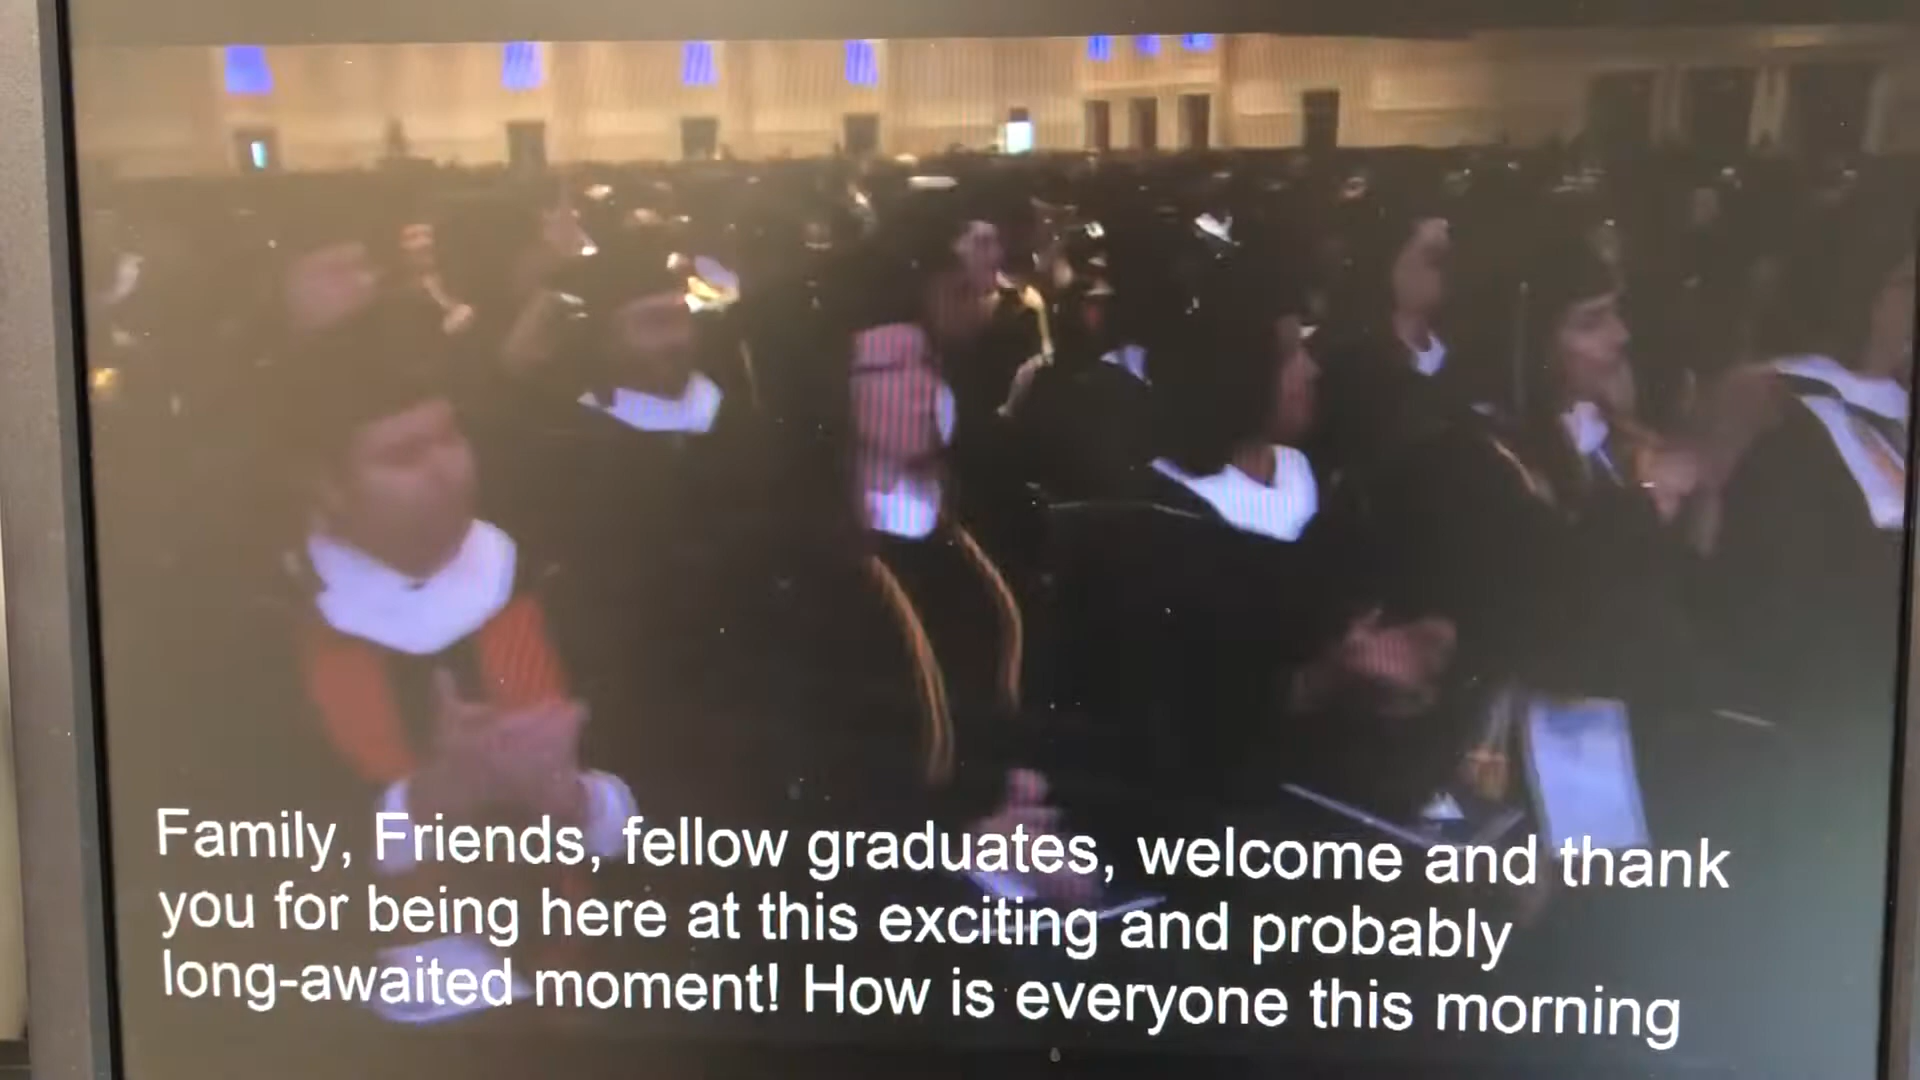 Family, Friends, fellow graduates, welcome and thank
you for being here at this exciting and probably
long-awaited moment! How is everyone this morning